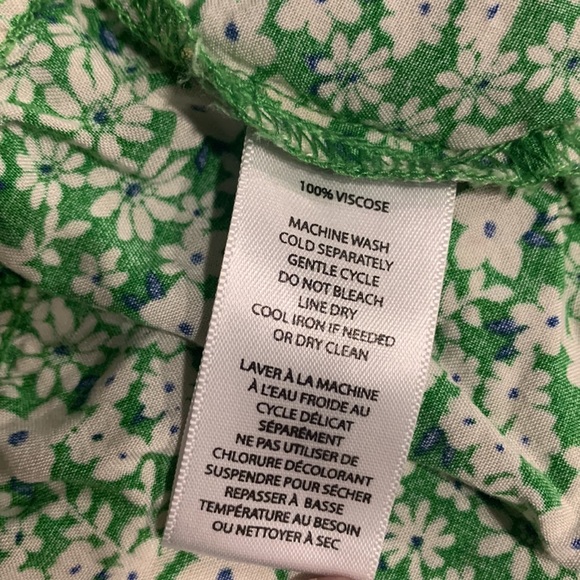 100% VISCOSE
MACHINE WASH
COLD SEPARATELY
GENTLE CYCLE
DO NOT BLEACH
LINE DRY
COOL IRON IF NEEDED
OR DRY CLEAN
LAVER À LA MACHINE
À L'EAU FROIDE AU
CYCLE DÉLICAT
SÉPARÉMENT
NE PAS UTILISER DE
CHLORURE DÉCOLORANT
SUSPENDRE POUR SÉCHER
REPASSER À BASSE
TEMPÉRATURE AU BESOIN
OU NETTOYER À SEC